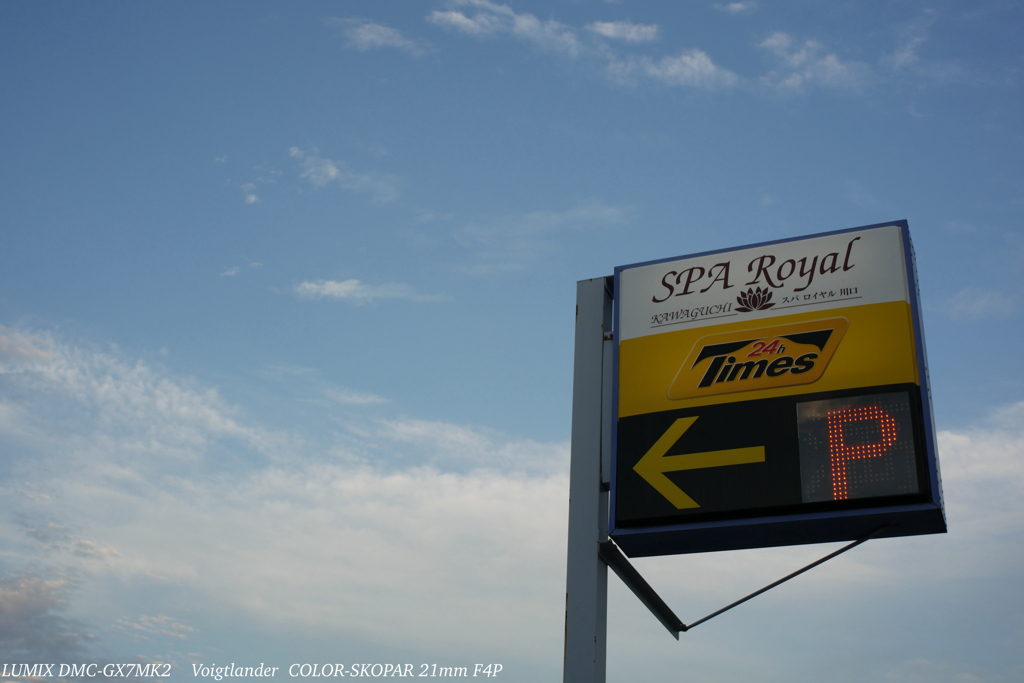 SPA Royal
KAWAGUCHI スパ ロイヤル 川口
24h
Times
P
LUMIX DMC-GX7MK2 Voigtlander COLOR-SKOPAR 21mm F4P